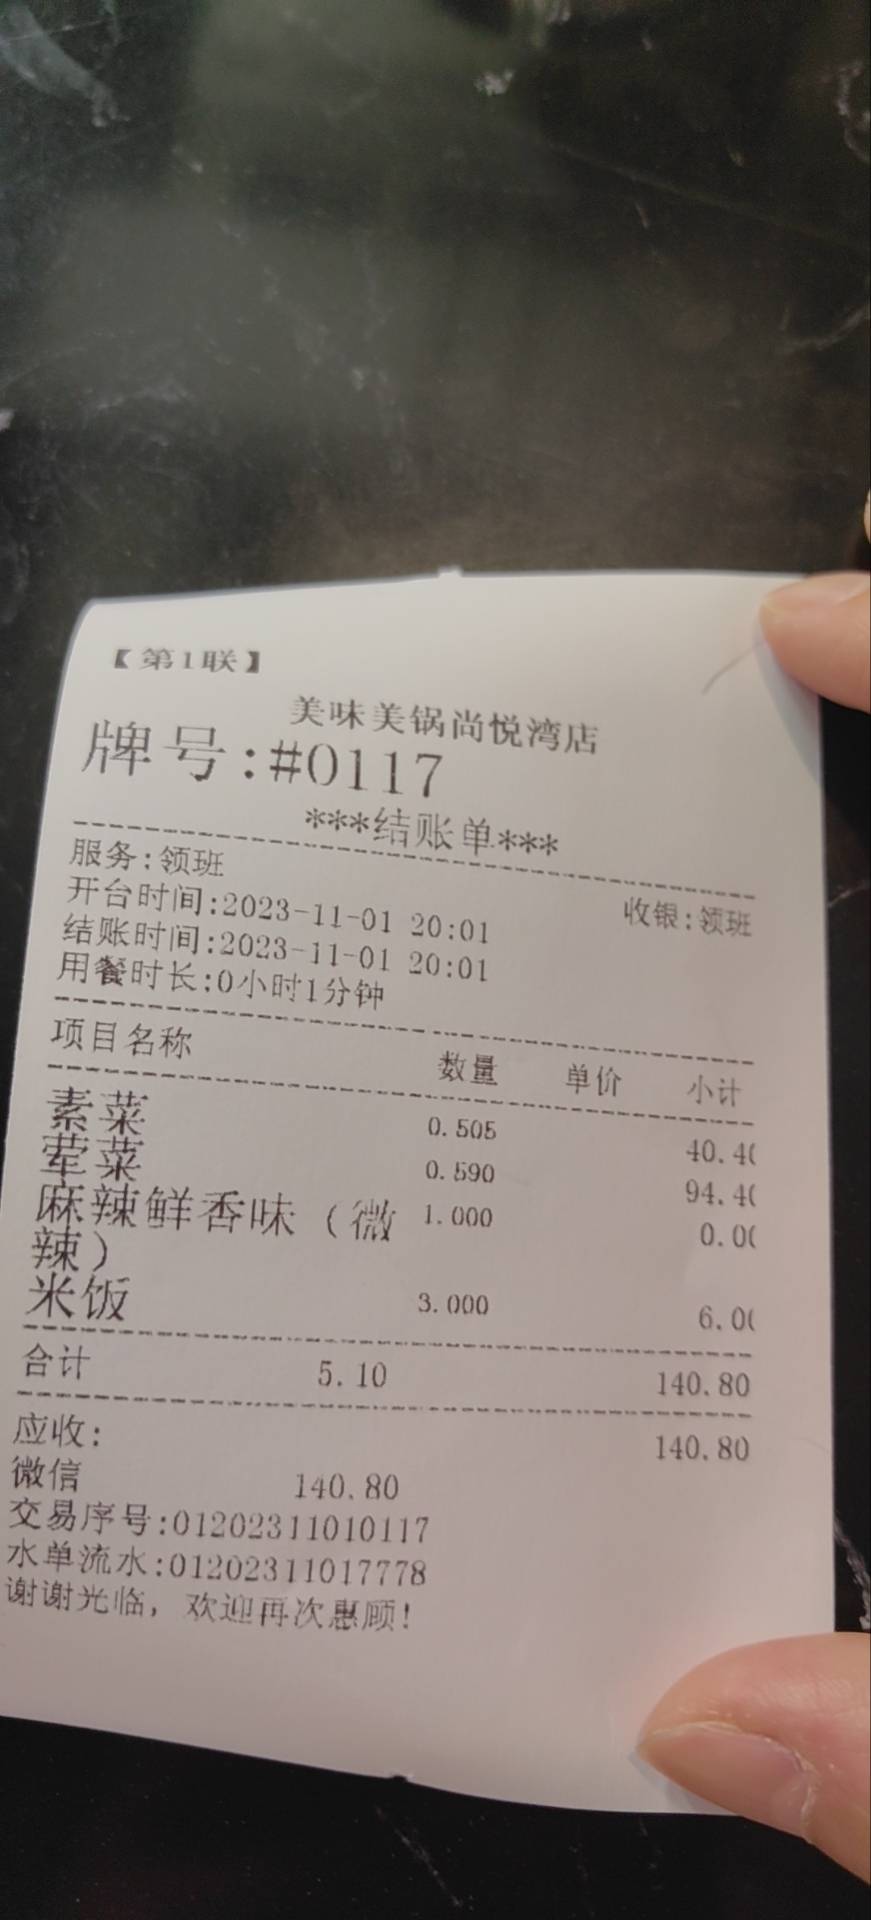 【第1联】
美味美锅尚悦湾店
牌号:#0117
***结账单***
服务:领班 收银:领班
开台时间:2023-11-01 20:01
结账时间:2023-11-01 20:01
用餐时长:0小时1分钟
项目名称 数量 单价 小计
素菜 0.505 40.4
荤菜 0.590 94.4
麻辣鲜香味（微 1.000 0.0
辣）
米饭 3.000 6.0
合计 5.10 140.80
应收: 140.80
微信 140.80
交易序号:01202311010117
水单流水:01202311017778
谢谢光临，欢迎再次惠顾!